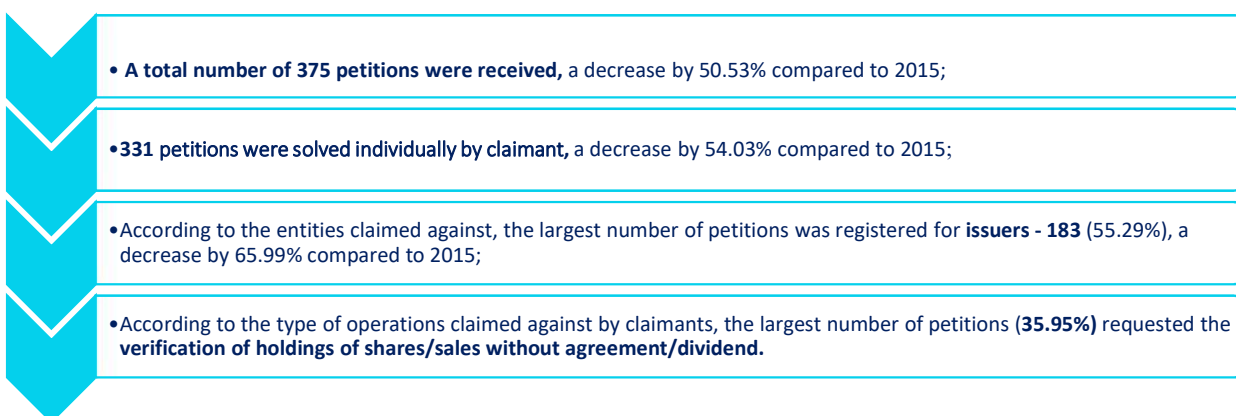 • A total number of 375 petitions were received, a decrease by 50.53% compared to 2015;
•331 petitions were solved individually by claimant, a decrease by 54.03% compared to 2015;
•According to the entities claimed against, the largest number of petitions was registered for issuers - 183 (55.29%), a
decrease by 65.99% compared to 2015;
•According to the type of operations claimed against by claimants, the largest number of petitions (35.95%) requested the
verification of holdings of shares/sales without agreement/dividend.